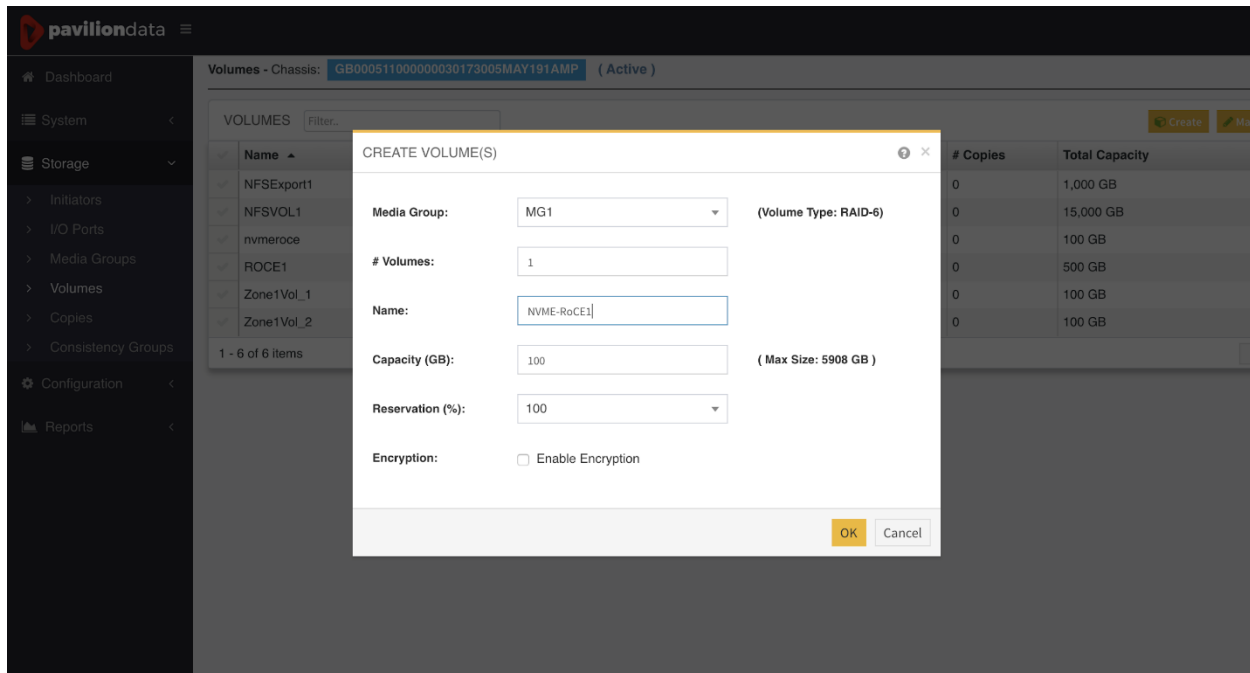 paviliondata
Dashboard
System
Storage
Initiators
I/O Ports
Media Groups
Volumes
Copies
Consistency Groups
Configuration
Reports
Volumes - Chassis: GB000511000000030173005MAY191AMP ( Active )
VOLUMES Filter..
Create Ma
Name # Copies Total Capacity
NFSExport1 0 1,000 GB
NFSVOL1 0 15,000 GB
nvmeroce 0 100 GB
ROCE1 0 500 GB
Zone1Vol_1 0 100 GB
Zone1Vol_2 0 100 GB
1 - 6 of 6 items
CREATE VOLUME(S)
Media Group: MG1 (Volume Type: RAID-6)
# Volumes: 1
Name: NVME-RoCE1
Capacity (GB): 100 ( Max Size: 5908 GB )
Reservation (%): 100
Encryption: Enable Encryption
OK Cancel